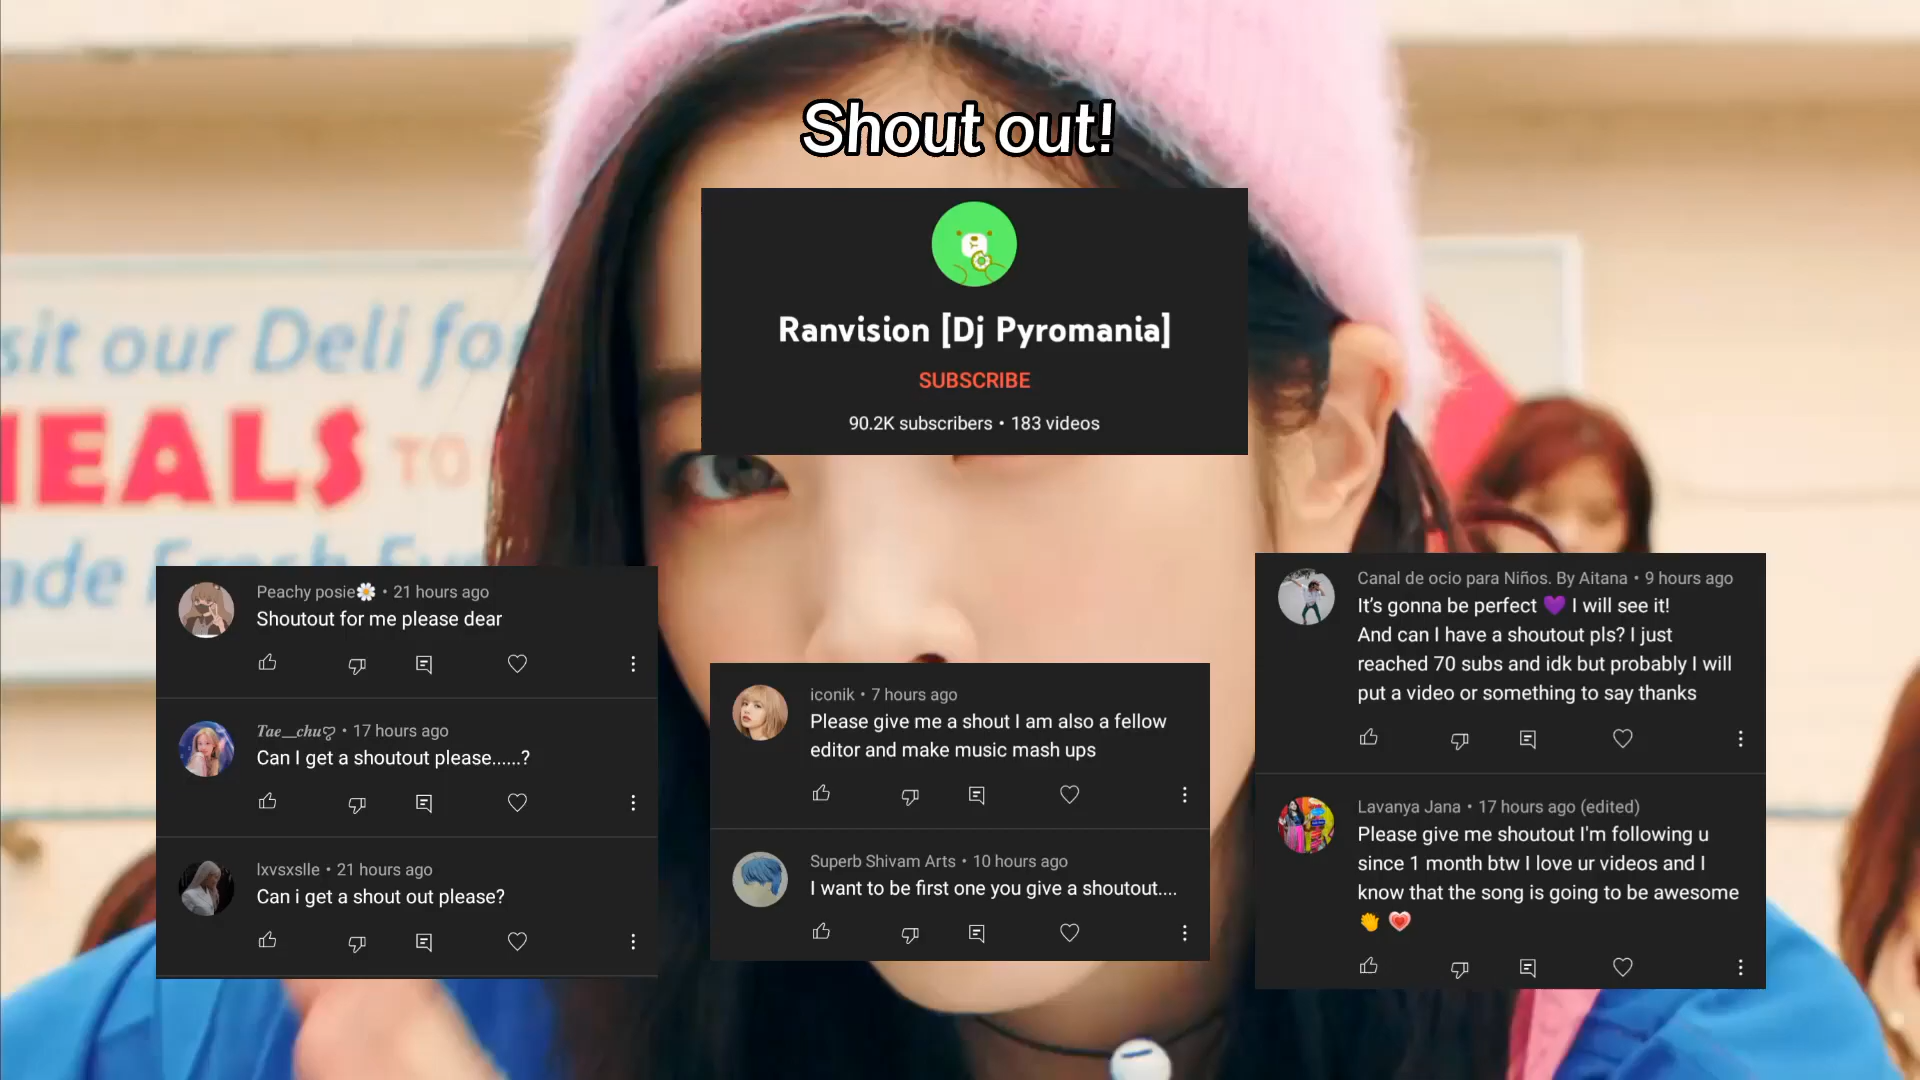 Shout out!
Ranvision [Dj Pyromania]
SUBSCRIBE
90.2K subscribers • 183 videos
sit our Deli fo
MEALS TO
ade Fresh
Peachy posie🌼 • 21 hours ago
Shoutout for me please dear
Tae__chuღ • 17 hours ago
Can I get a shoutout please......?
lxvsxslle • 21 hours ago
Can i get a shout out please?
iconik • 7 hours ago
Please give me a shout I am also a fellow
editor and make music mash ups
Superb Shivam Arts • 10 hours ago
I want to be first one you give a shoutout....
Canal de ocio para Niños. By Aitana • 9 hours ago
It's gonna be perfect 💜 I will see it!
And can I have a shoutout pls? I just
reached 70 subs and idk but probably I will
put a video or something to say thanks
Lavanya Jana • 17 hours ago (edited)
Please give me shoutout I'm following u
since 1 month btw I love ur videos and I
know that the song is going to be awesome
👏 💗